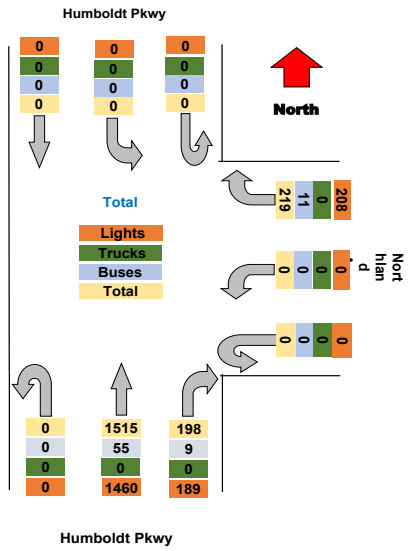 Humboldt Pkwy
0 0 0
0 0 0
0 0 0
0 0 0
North
219 11 0 208
Total
Lights
Trucks
Buses
Total
0 0 0 0
Nort
hlan
d
0 0 0 0
0 1515 198
0 55 9
0 0 0
0 1460 189
Humboldt Pkwy